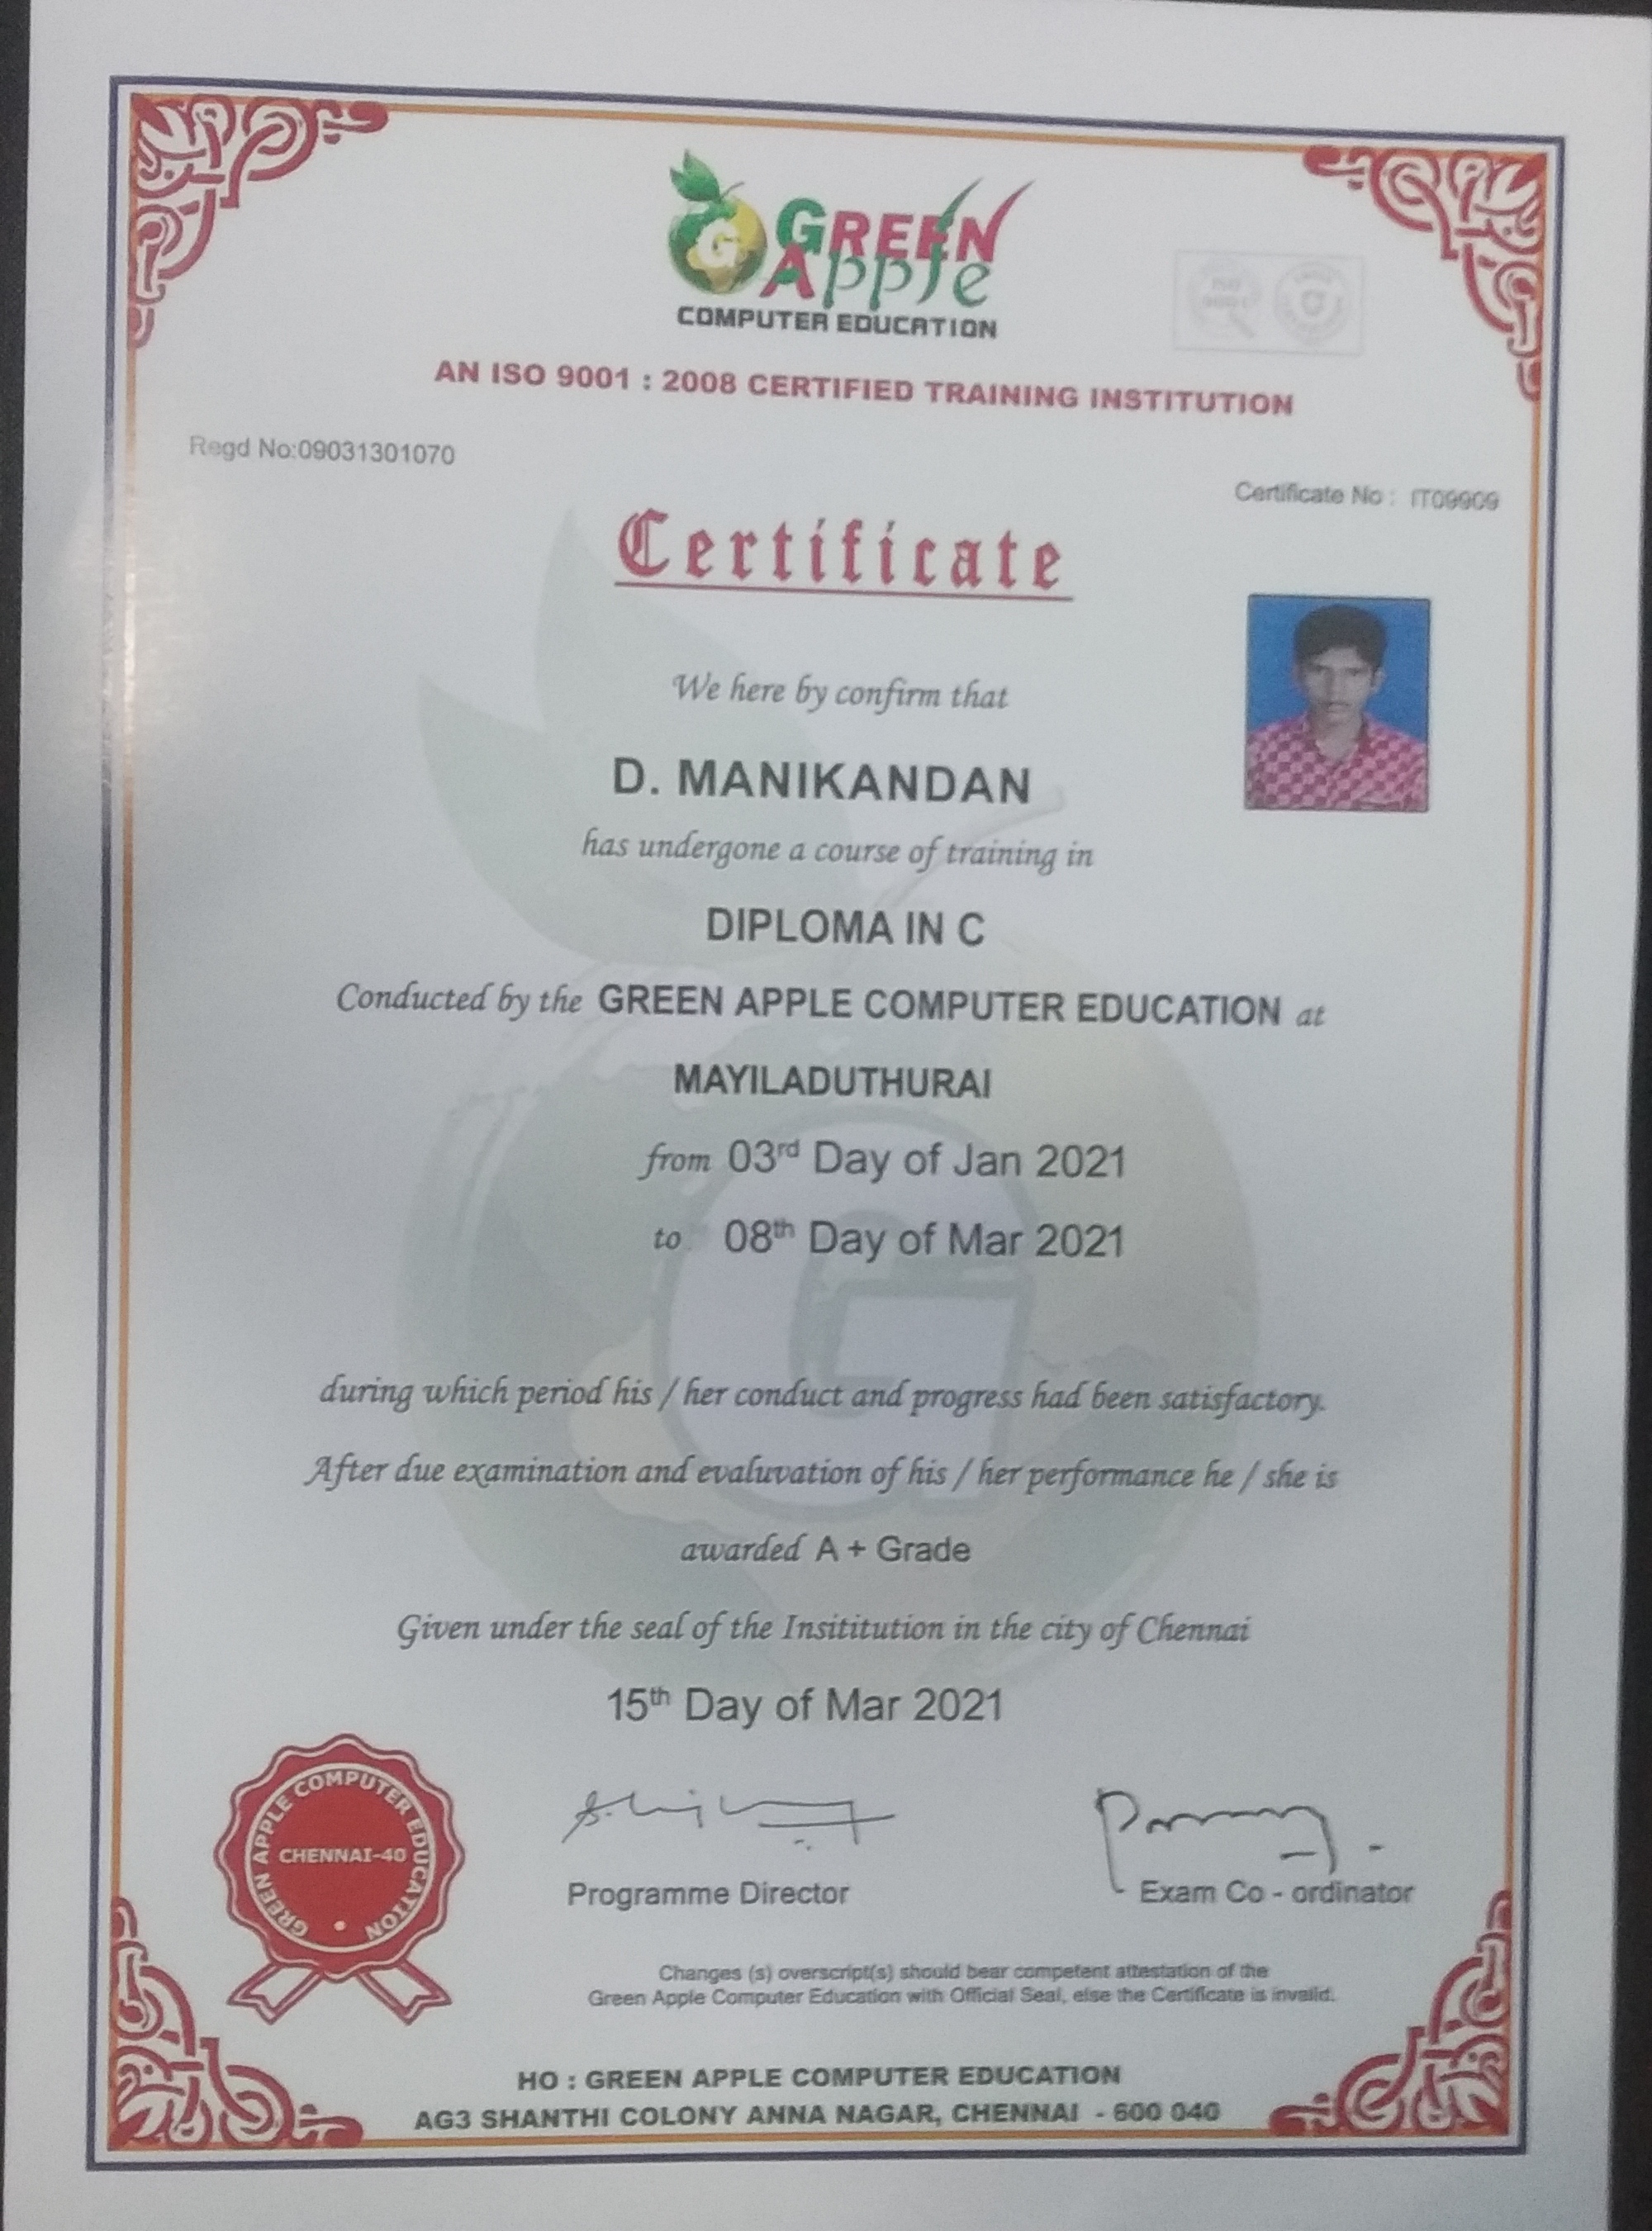 GREEN
Apple
COMPUTER EDUCATION
AN ISO 9001 : 2008 CERTIFIED TRAINING INSTITUTION
Regd No:09031301070
Certificate No : IT09909
Certificate
We here by confirm that
D. MANIKANDAN
has undergone a course of training in
DIPLOMA IN C
Conducted by the GREEN APPLE COMPUTER EDUCATION at
MAYILADUTHURAI
from 03rd Day of Jan 2021
to 08th Day of Mar 2021
during which period his / her conduct and progress had been satisfactory.
After due examination and evaluvation of his / her performance he / she is
awarded A + Grade
Given under the seal of the Insititution in the city of Chennai
15th Day of Mar 2021
GREEN APPLE COMPUTER EDUCATION
CHENNAI-40
Programme Director
Exam Co - ordinator
Changes (s) overscript(s) should bear competent attestation of the
Green Apple Computer Education with Official Seal, else the Certificate is invalid.
HO : GREEN APPLE COMPUTER EDUCATION
AG3 SHANTHI COLONY ANNA NAGAR, CHENNAI - 600 040